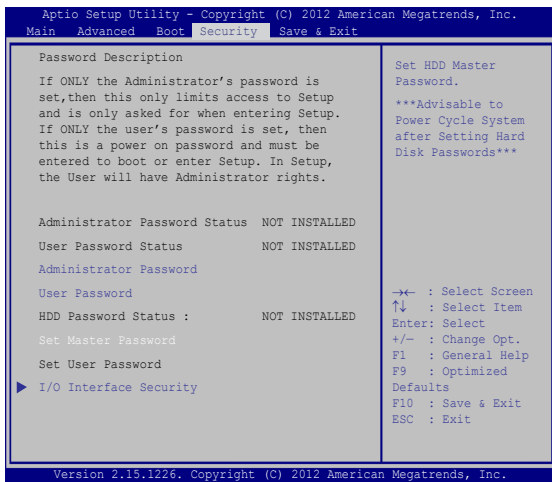 Aptio Setup Utility - Copyright (C) 2012 American Megatrends, Inc.
Main Advanced Boot Security Save & Exit
Password Description
If ONLY the Administrator's password is
set,then this only limits access to Setup
and is only asked for when entering Setup.
If ONLY the user's password is set, then
this is a power on password and must be
entered to boot or enter Setup. In Setup,
the User will have Administrator rights.
Administrator Password Status NOT INSTALLED
User Password Status NOT INSTALLED
Administrator Password
User Password
HDD Password Status : NOT INSTALLED
Set Master Password
Set User Password
▶ I/O Interface Security
Set HDD Master
Password.
***Advisable to
Power Cycle System
after Setting Hard
Disk Passwords***
→← : Select Screen
↑↓ : Select Item
Enter: Select
+/— : Change Opt.
F1 : General Help
F9 : Optimized
Defaults
F10 : Save & Exit
ESC : Exit
Version 2.15.1226. Copyright (C) 2012 American Megatrends, Inc.